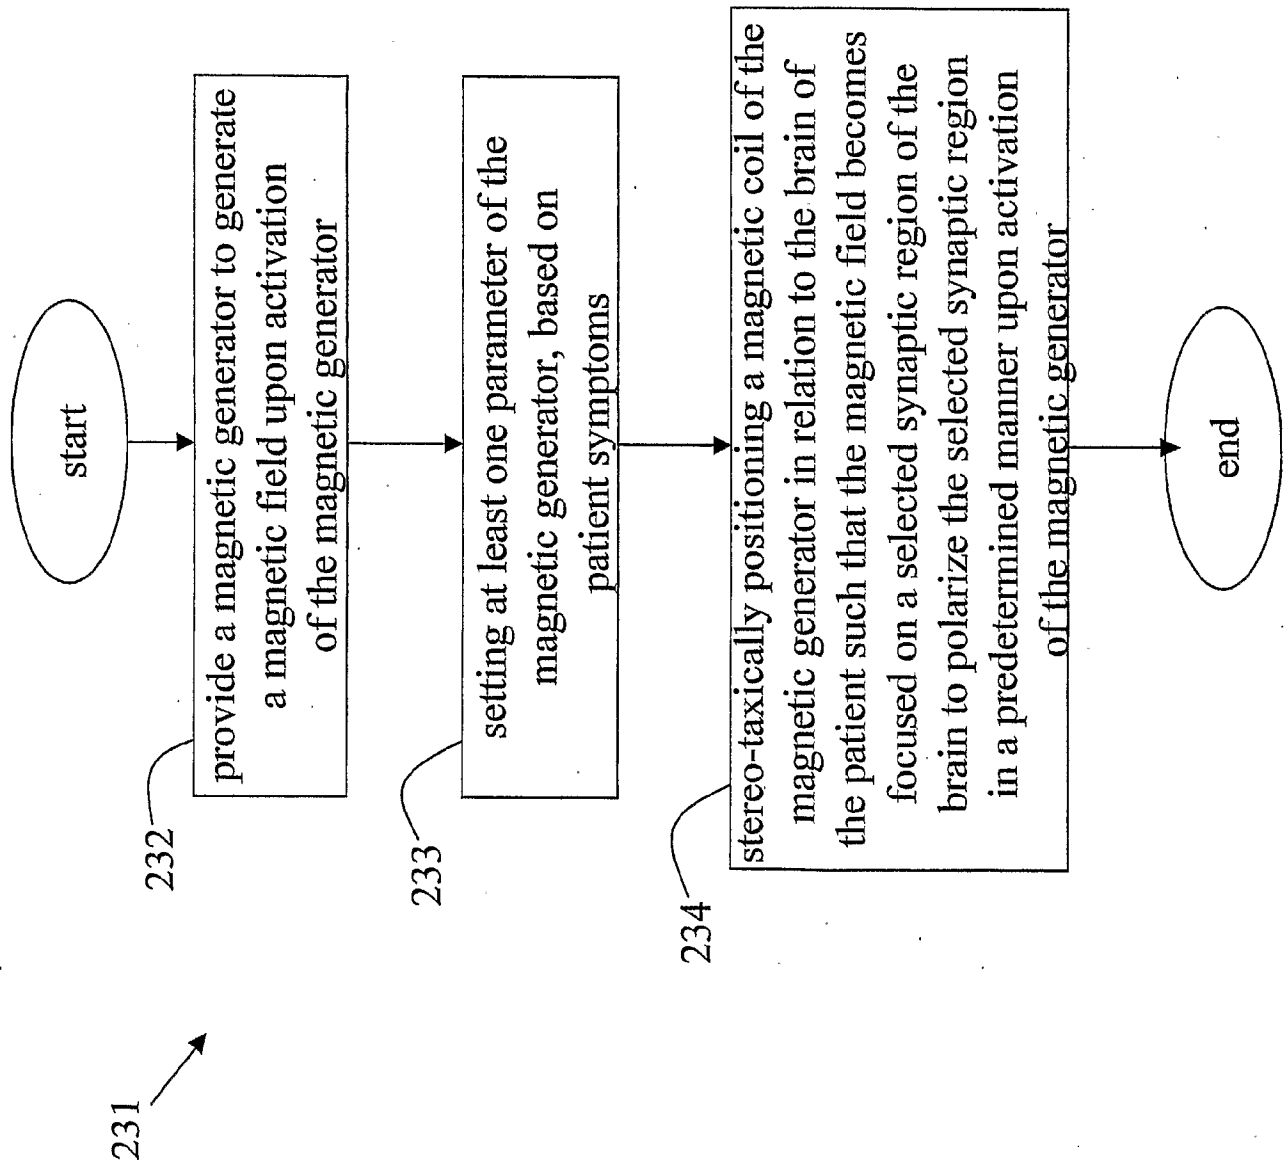 231
start
232
provide a magnetic generator to generate
a magnetic field upon activation
of the magnetic generator
233
setting at least one parameter of the
magnetic generator, based on
patient symptoms
234
stereo-taxically positioning a magnetic coil of the
magnetic generator in relation to the brain of
the patient such that the magnetic field becomes
focused on a selected synaptic region of the
brain to polarize the selected synaptic region
in a predetermined manner upon activation
of the magnetic generator
end